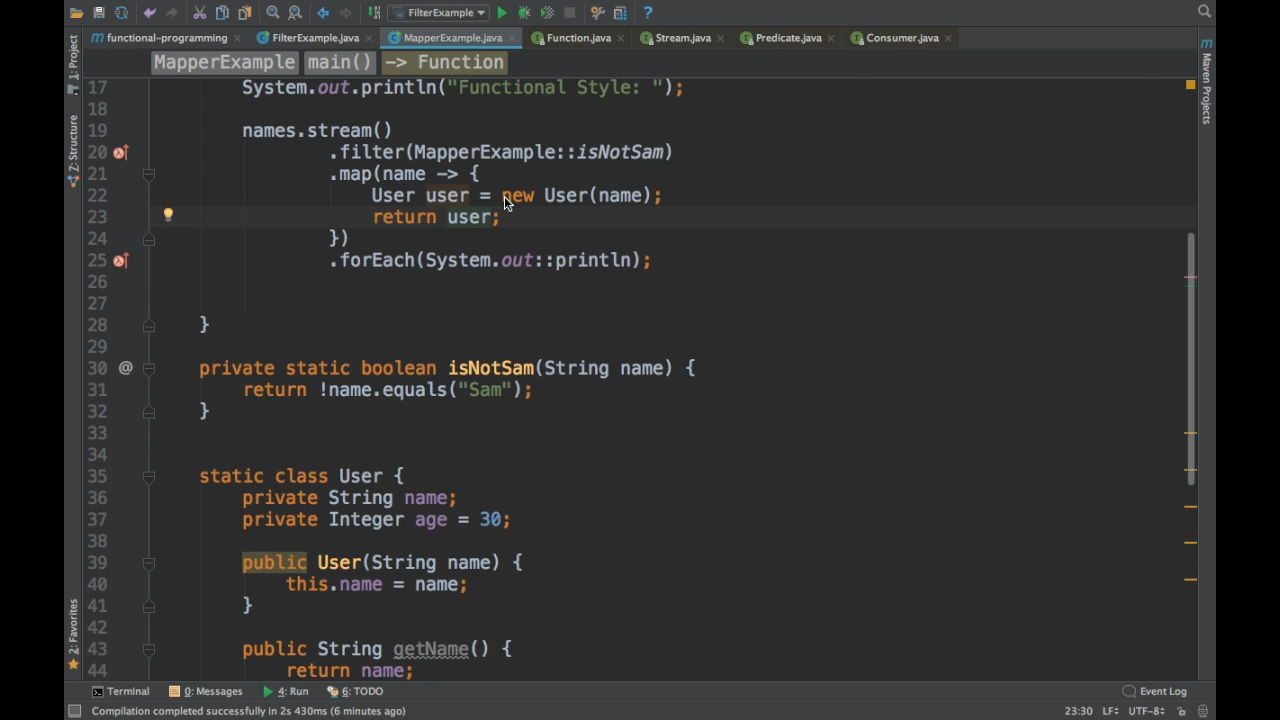 FilterExample
1: Project
functional-programming
FilterExample.java
MapperExample.java
Function.java
Stream.java
Predicate.java
Consumer.java
MapperExample
main()
-> Function
17 System.out.println("Functional Style: ");
18
19 names.stream()
20 .filter(MapperExample::isNotSam)
21 .map(name -> {
22 User user = new User(name);
23 return user;
24 })
25 .forEach(System.out::println);
26
27
28 }
29
30 @ private static boolean isNotSam(String name) {
31 return !name.equals("Sam");
32 }
33
34
35 static class User {
36 private String name;
37 private Integer age = 30;
38
39 public User(String name) {
40 this.name = name;
41 }
42
43 public String getName() {
44 return name;
Z: Structure
2: Favorites
Maven Projects
Terminal
0: Messages
4: Run
6: TODO
Event Log
Compilation completed successfully in 2s 430ms (6 minutes ago)
23:30 LF÷ UTF-8÷